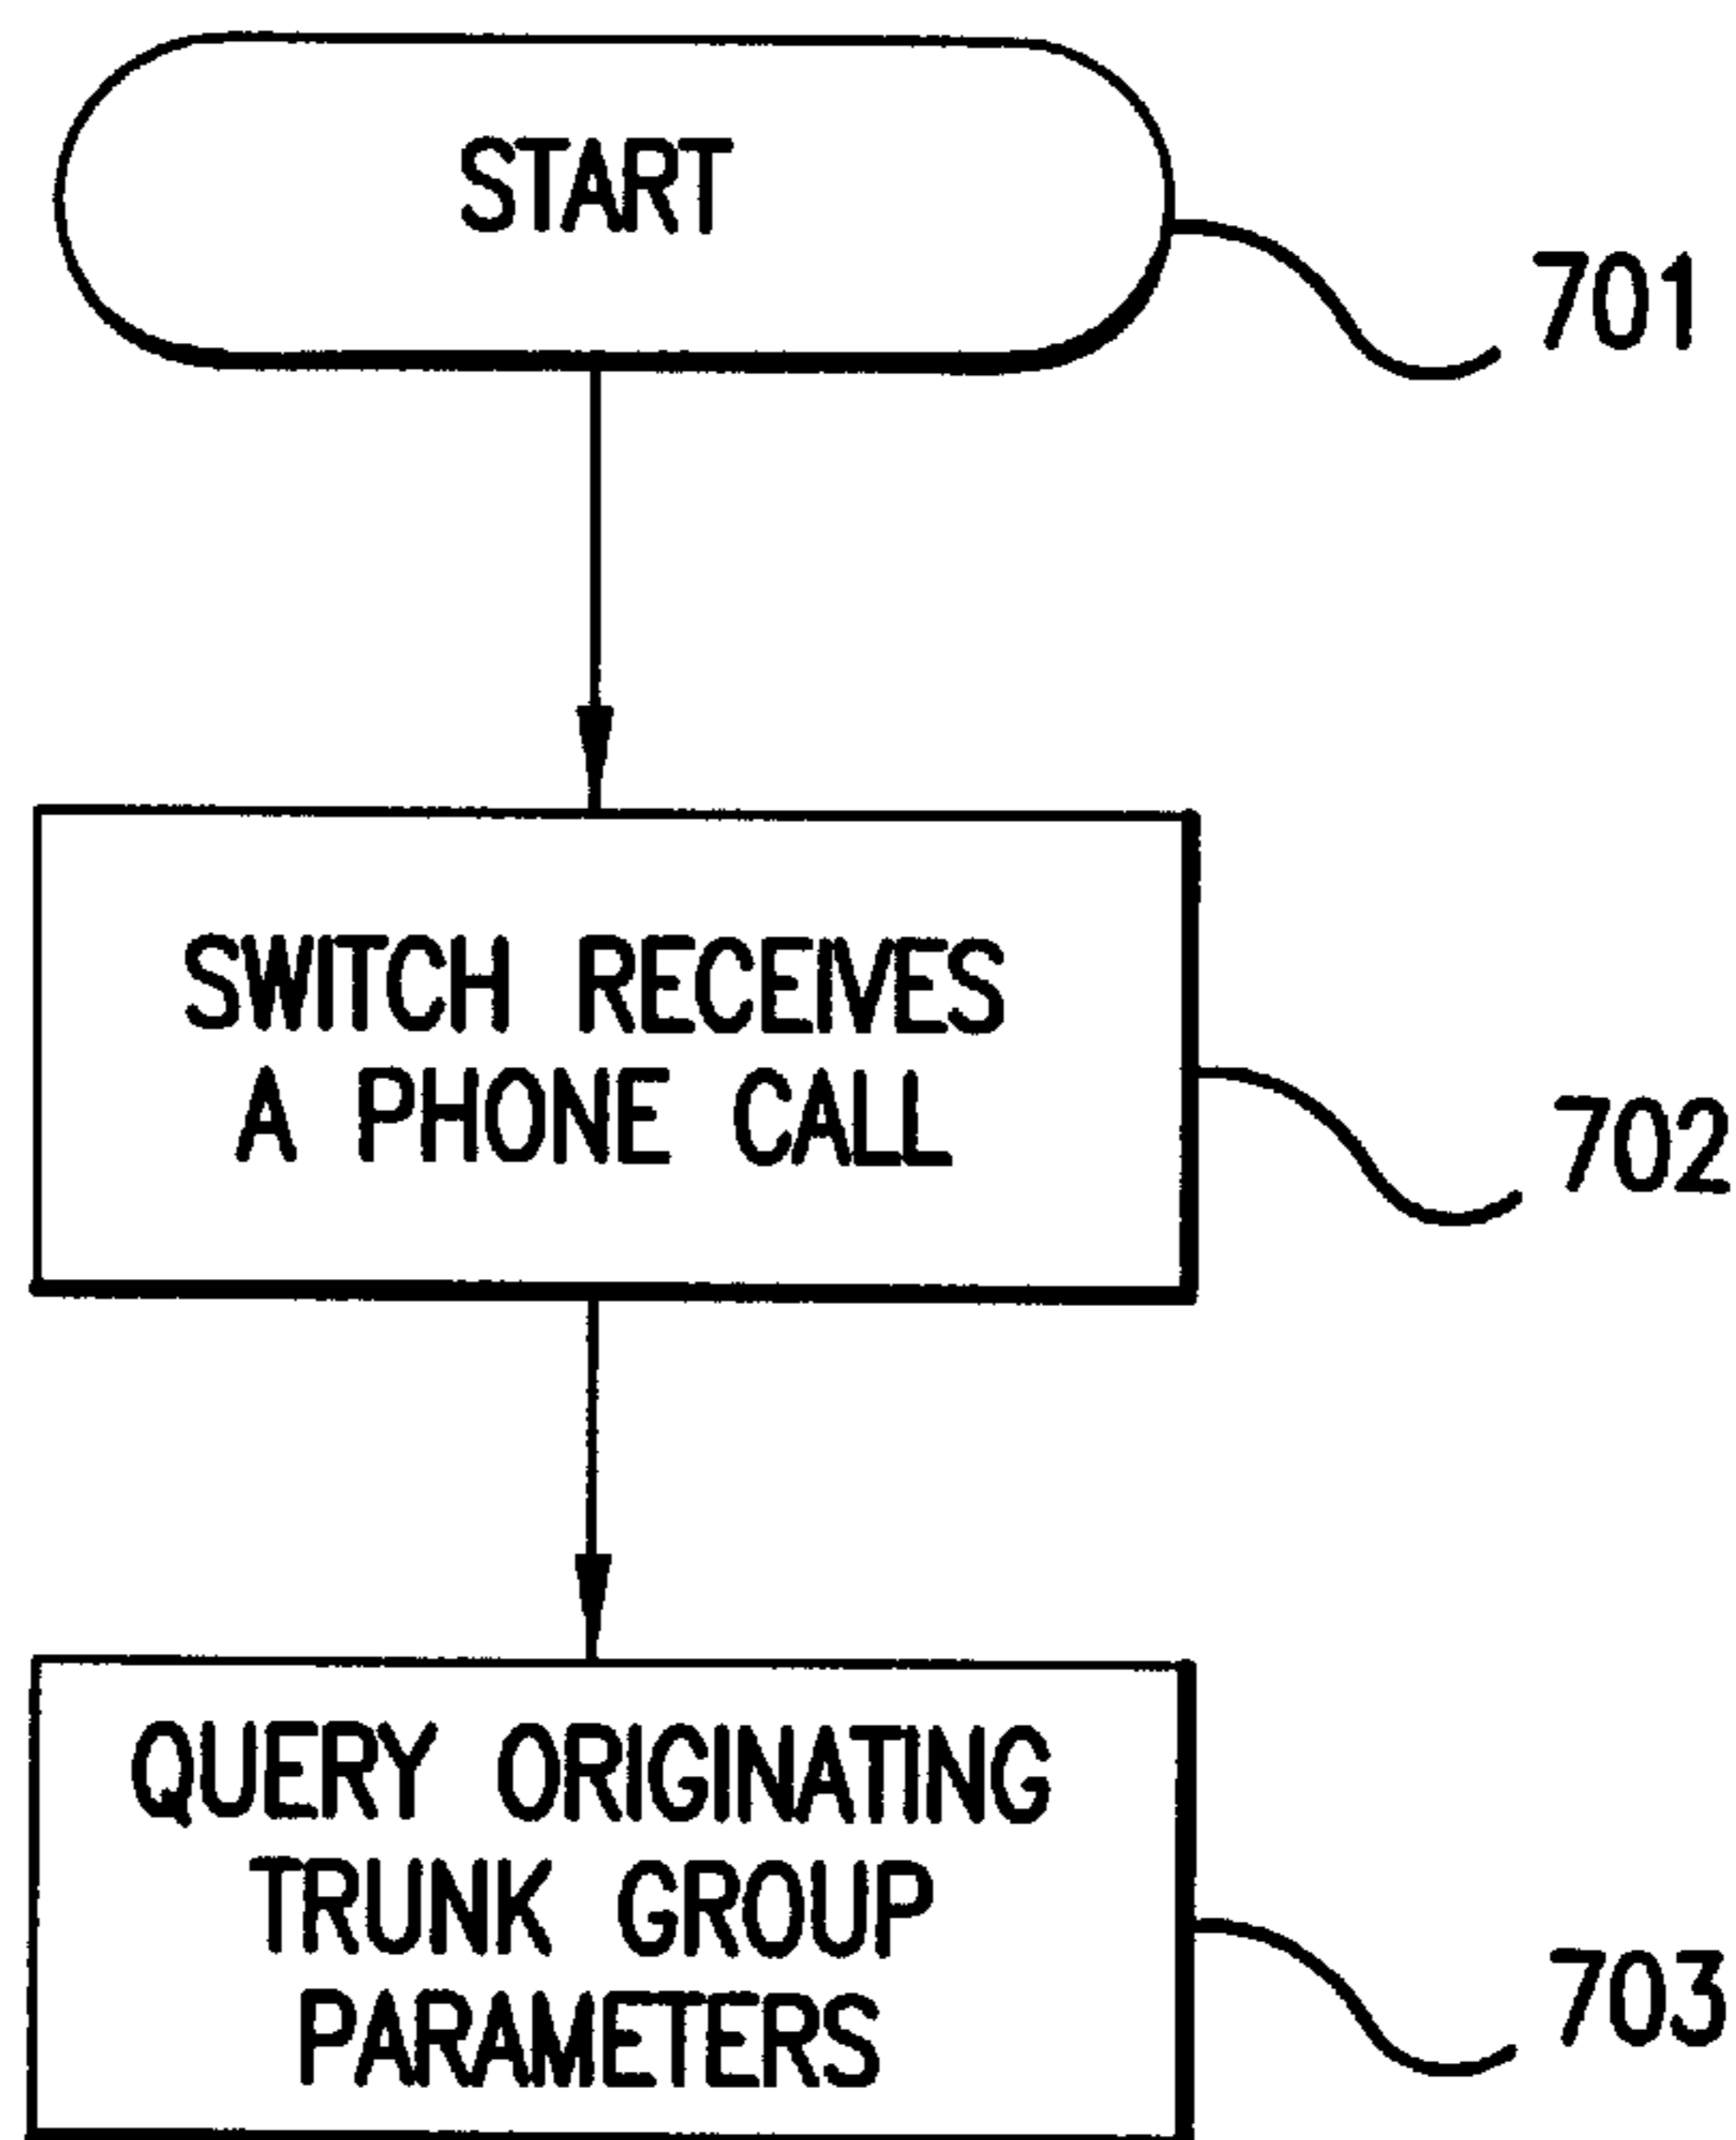 START
701
SWITCH RECEIVES
A PHONE CALL
702
QUERY ORIGINATING
TRUNK GROUP
PARAMETERS
703